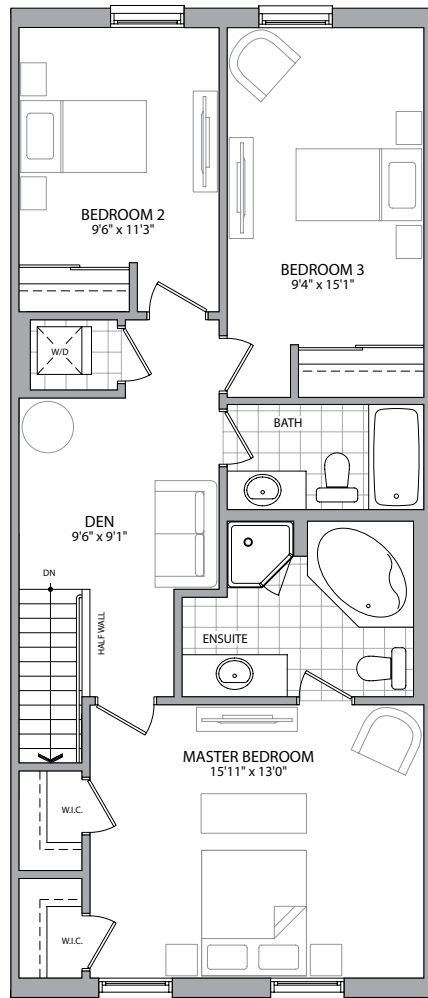 BEDROOM 2
9'6" x 11'3"
BEDROOM 3
9'4" x 15'1"
W/D
BATH
DEN
9'6" x 9'1"
DN
HALF WALL
ENSUITE
MASTER BEDROOM
15'11" x 13'0"
W.I.C.
W.I.C.